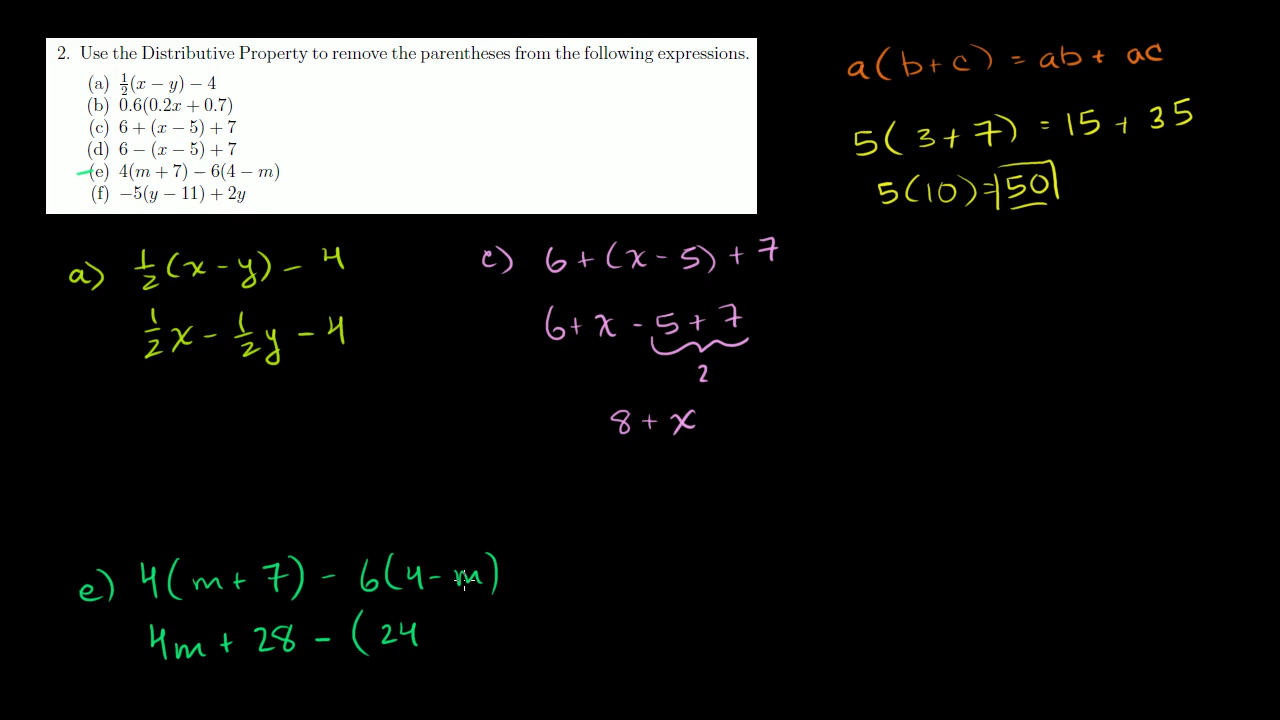 2. Use the Distributive Property to remove the parentheses from the following expressions.
(a) 1/2(x − y) − 4
(b) 0.6(0.2x + 0.7)
(c) 6 + (x − 5) + 7
(d) 6 − (x − 5) + 7
(e) 4(m + 7) − 6(4 − m)
(f) −5(y − 11) + 2y
a(b+c) = ab + ac
5(3+7) = 15 + 35
5(10) = 50
a) 1/2(x − y) − 4
1/2x − 1/2y − 4
c) 6 + (x − 5) + 7
6 + x − 5 + 7
2
8 + x
e) 4(m + 7) − 6(4 − m)
4m + 28 − (24